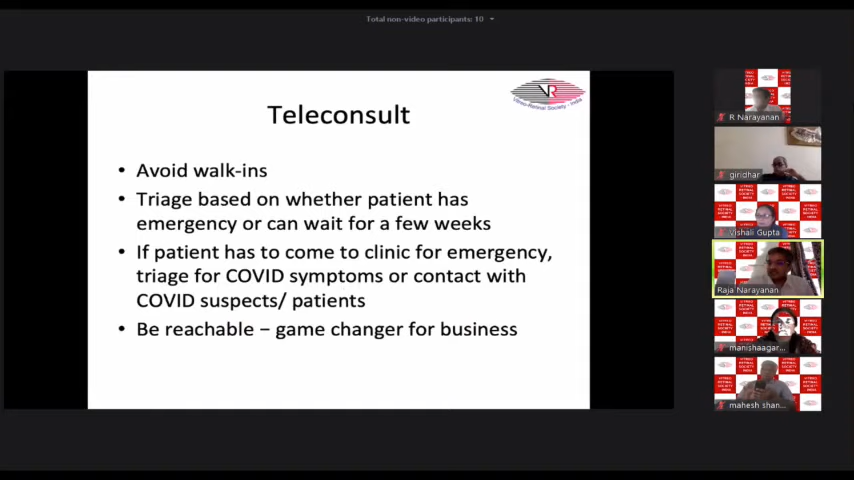 Total non-video participants: 10
VR
Vitreo-Retinal Society - India
Teleconsult
• Avoid walk-ins
• Triage based on whether patient has
emergency or can wait for a few weeks
• If patient has to come to clinic for emergency,
triage for COVID symptoms or contact with
COVID suspects/ patients
• Be reachable – game changer for business
R Narayanan
giridhar
Vishali Gupta
Raja Narayanan
manishaagar...
mahesh shan...